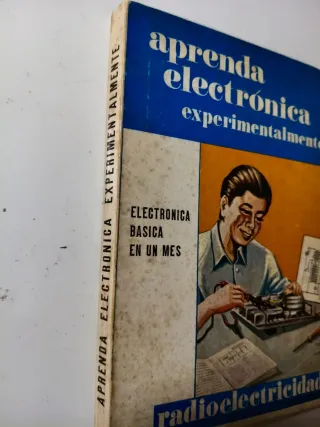 aprenda
electrónica
experimentalmente
ELECTRONICA
BASICA
EN UN MES
radioelectricidad
APRENDA ELECTRONICA EXPERIMENTALMENTE